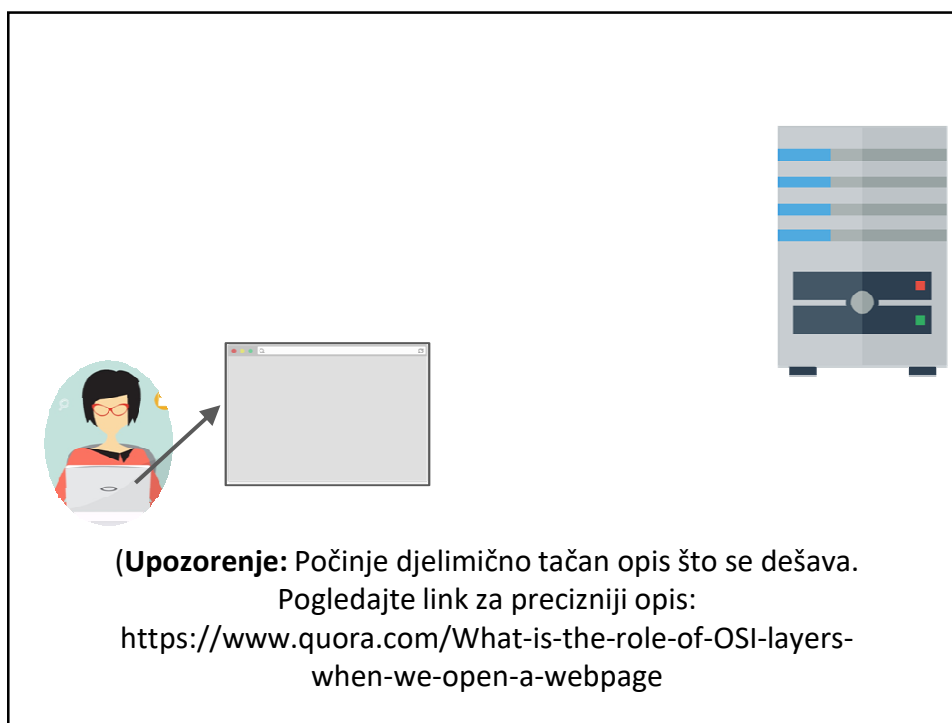 (Upozorenje: Počinje djelimično tačan opis što se dešava.
Pogledajte link za precizniji opis:
https://www.quora.com/What-is-the-role-of-OSI-layers-
when-we-open-a-webpage